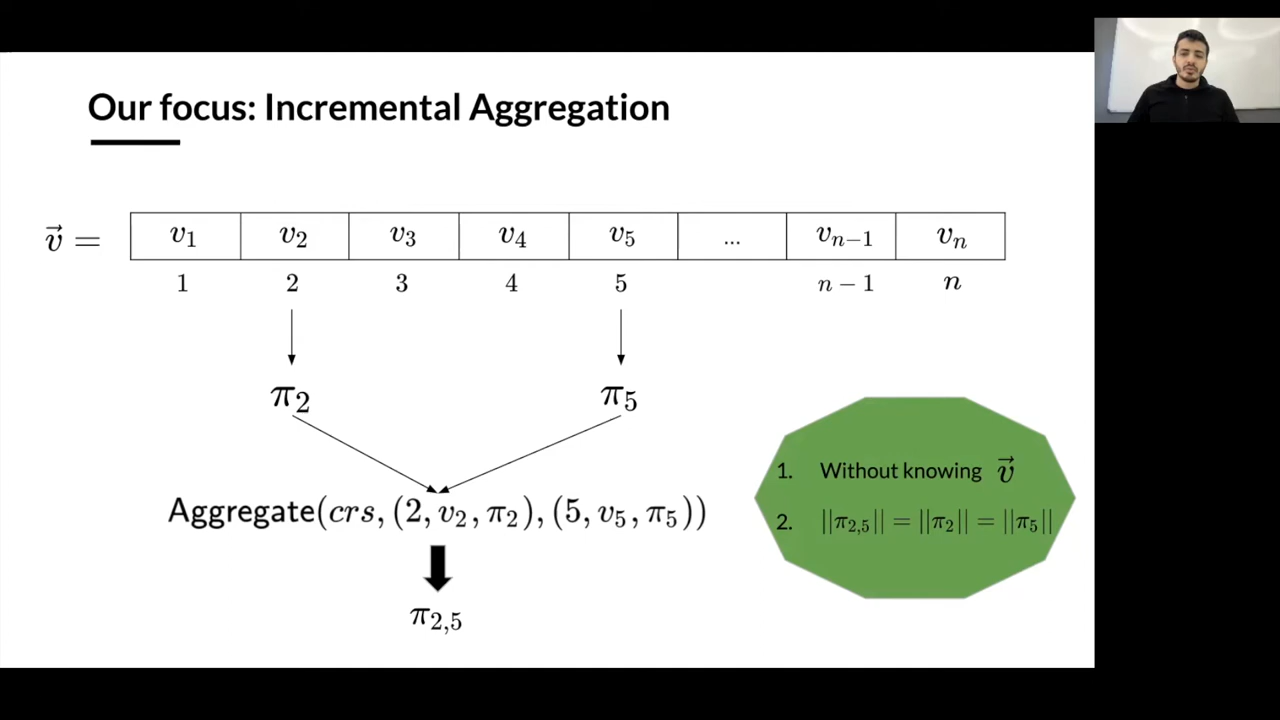 Our focus: Incremental Aggregation
v⃗ = v₁ v₂ v₃ v₄ v₅ ... vₙ₋₁ vₙ
1 2 3 4 5 n − 1 n
π₂ π₅
Aggregate(crs, (2, v₂, π₂), (5, v₅, π₅))
π₂,₅
1. Without knowing v⃗
2. ||π₂,₅|| = ||π₂|| = ||π₅||